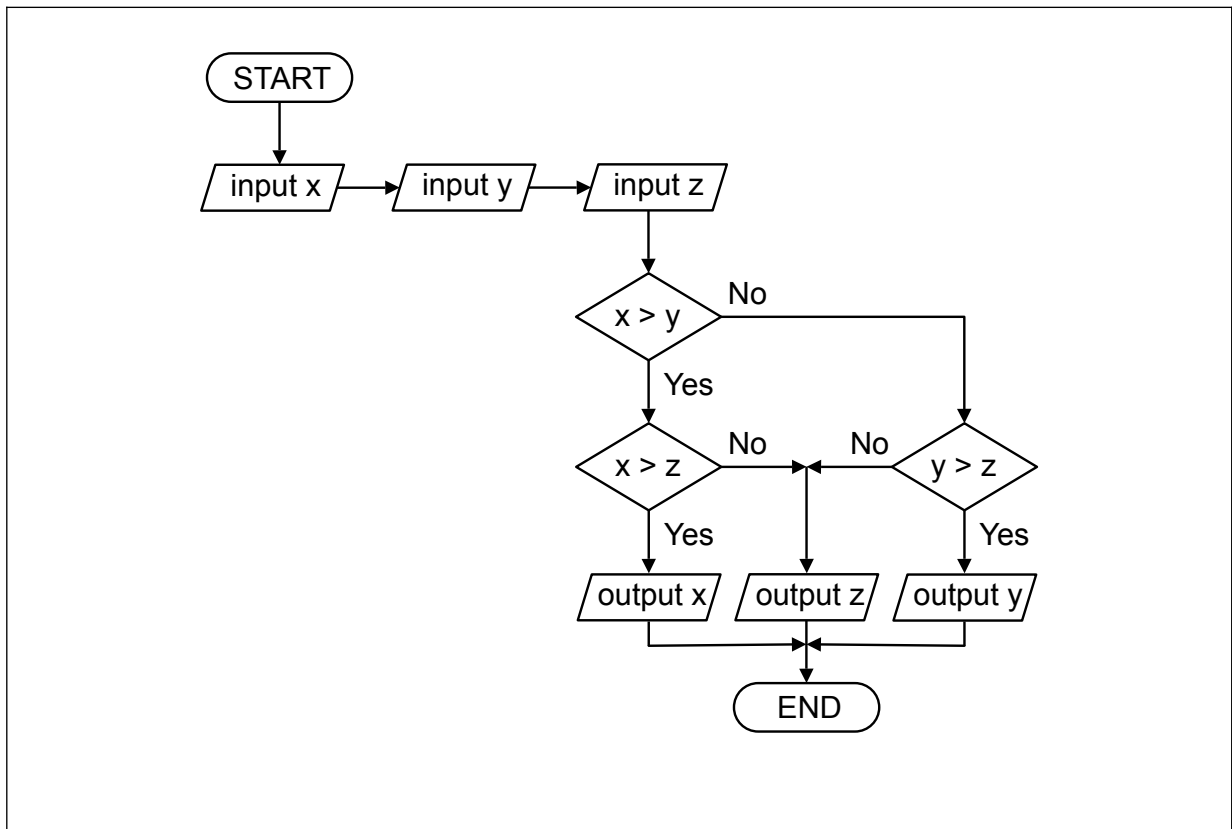 START
input x
input y
input z
x > y
No
Yes
x > z
No
No
y > z
Yes
Yes
output x
output z
output y
END